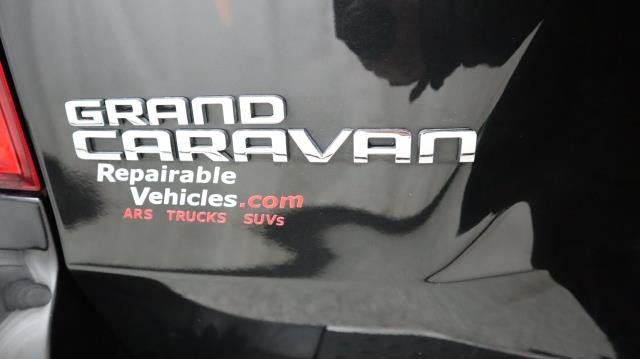 GRAND
CARAVAN
Repairable
Vehicles.com
ARS TRUCKS SUVs